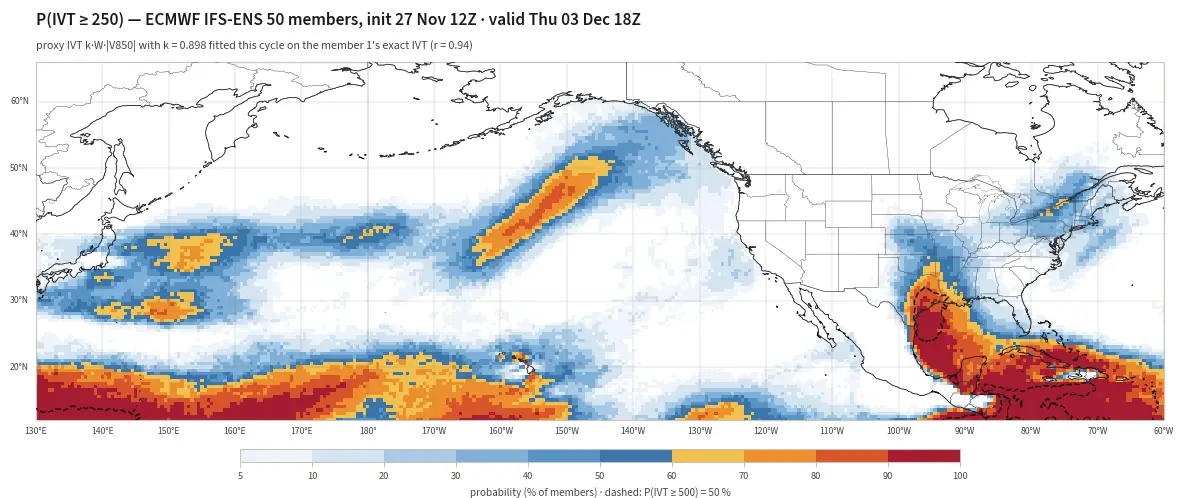 P(IVT ≥ 250) — ECMWF IFS-ENS 50 members, init 27 Nov 12Z · valid Thu 03 Dec 18Z
proxy IVT k·W·|V850| with k = 0.898 fitted this cycle on the member 1's exact IVT (r = 0.94)
60°N
50°N
40°N
30°N
20°N
130°E 140°E 150°E 160°E 170°E 180° 170°W 160°W 150°W 140°W 130°W 120°W 110°W 100°W 90°W 80°W 70°W 60°W
5 10 20 30 40 50 60 70 80 90 100
probability (% of members) · dashed: P(IVT ≥ 500) = 50 %